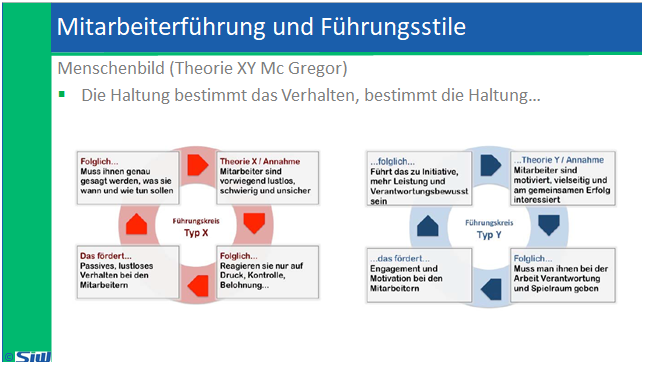 Mitarbeiterführung und Führungsstile
Menschenbild (Theorie XY Mc Gregor)
Die Haltung bestimmt das Verhalten, bestimmt die Haltung...
Folglich...
Muss ihnen genau
gesagt werden, was sie
wann und wie tun sollen
Theorie X / Annahme
Mitarbeiter sind
vorwiegend lustlos,
schwierig und unsicher
Führungskreis
Typ X
Das fördert...
Passives, lustloses
Verhalten bei den
Mitarbeitern
Folglich...
Reagieren sie nur auf
Druck, Kontrolle,
Belohnung...
...folglich...
Führt das zu Initiative,
mehr Leistung und
Verantwortungsbewusst
sein
...Theorie Y / Annahme
Mitarbeiter sind
motiviert, vielseitig und
am gemeinsamen Erfolg
interessiert
Führungskreis
Typ Y
...das fördert...
Engagement und
Motivation bei den
Mitarbeitern
Folglich...
Muss man ihnen bei der
Arbeit Verantwortung
und Spielraum geben
©